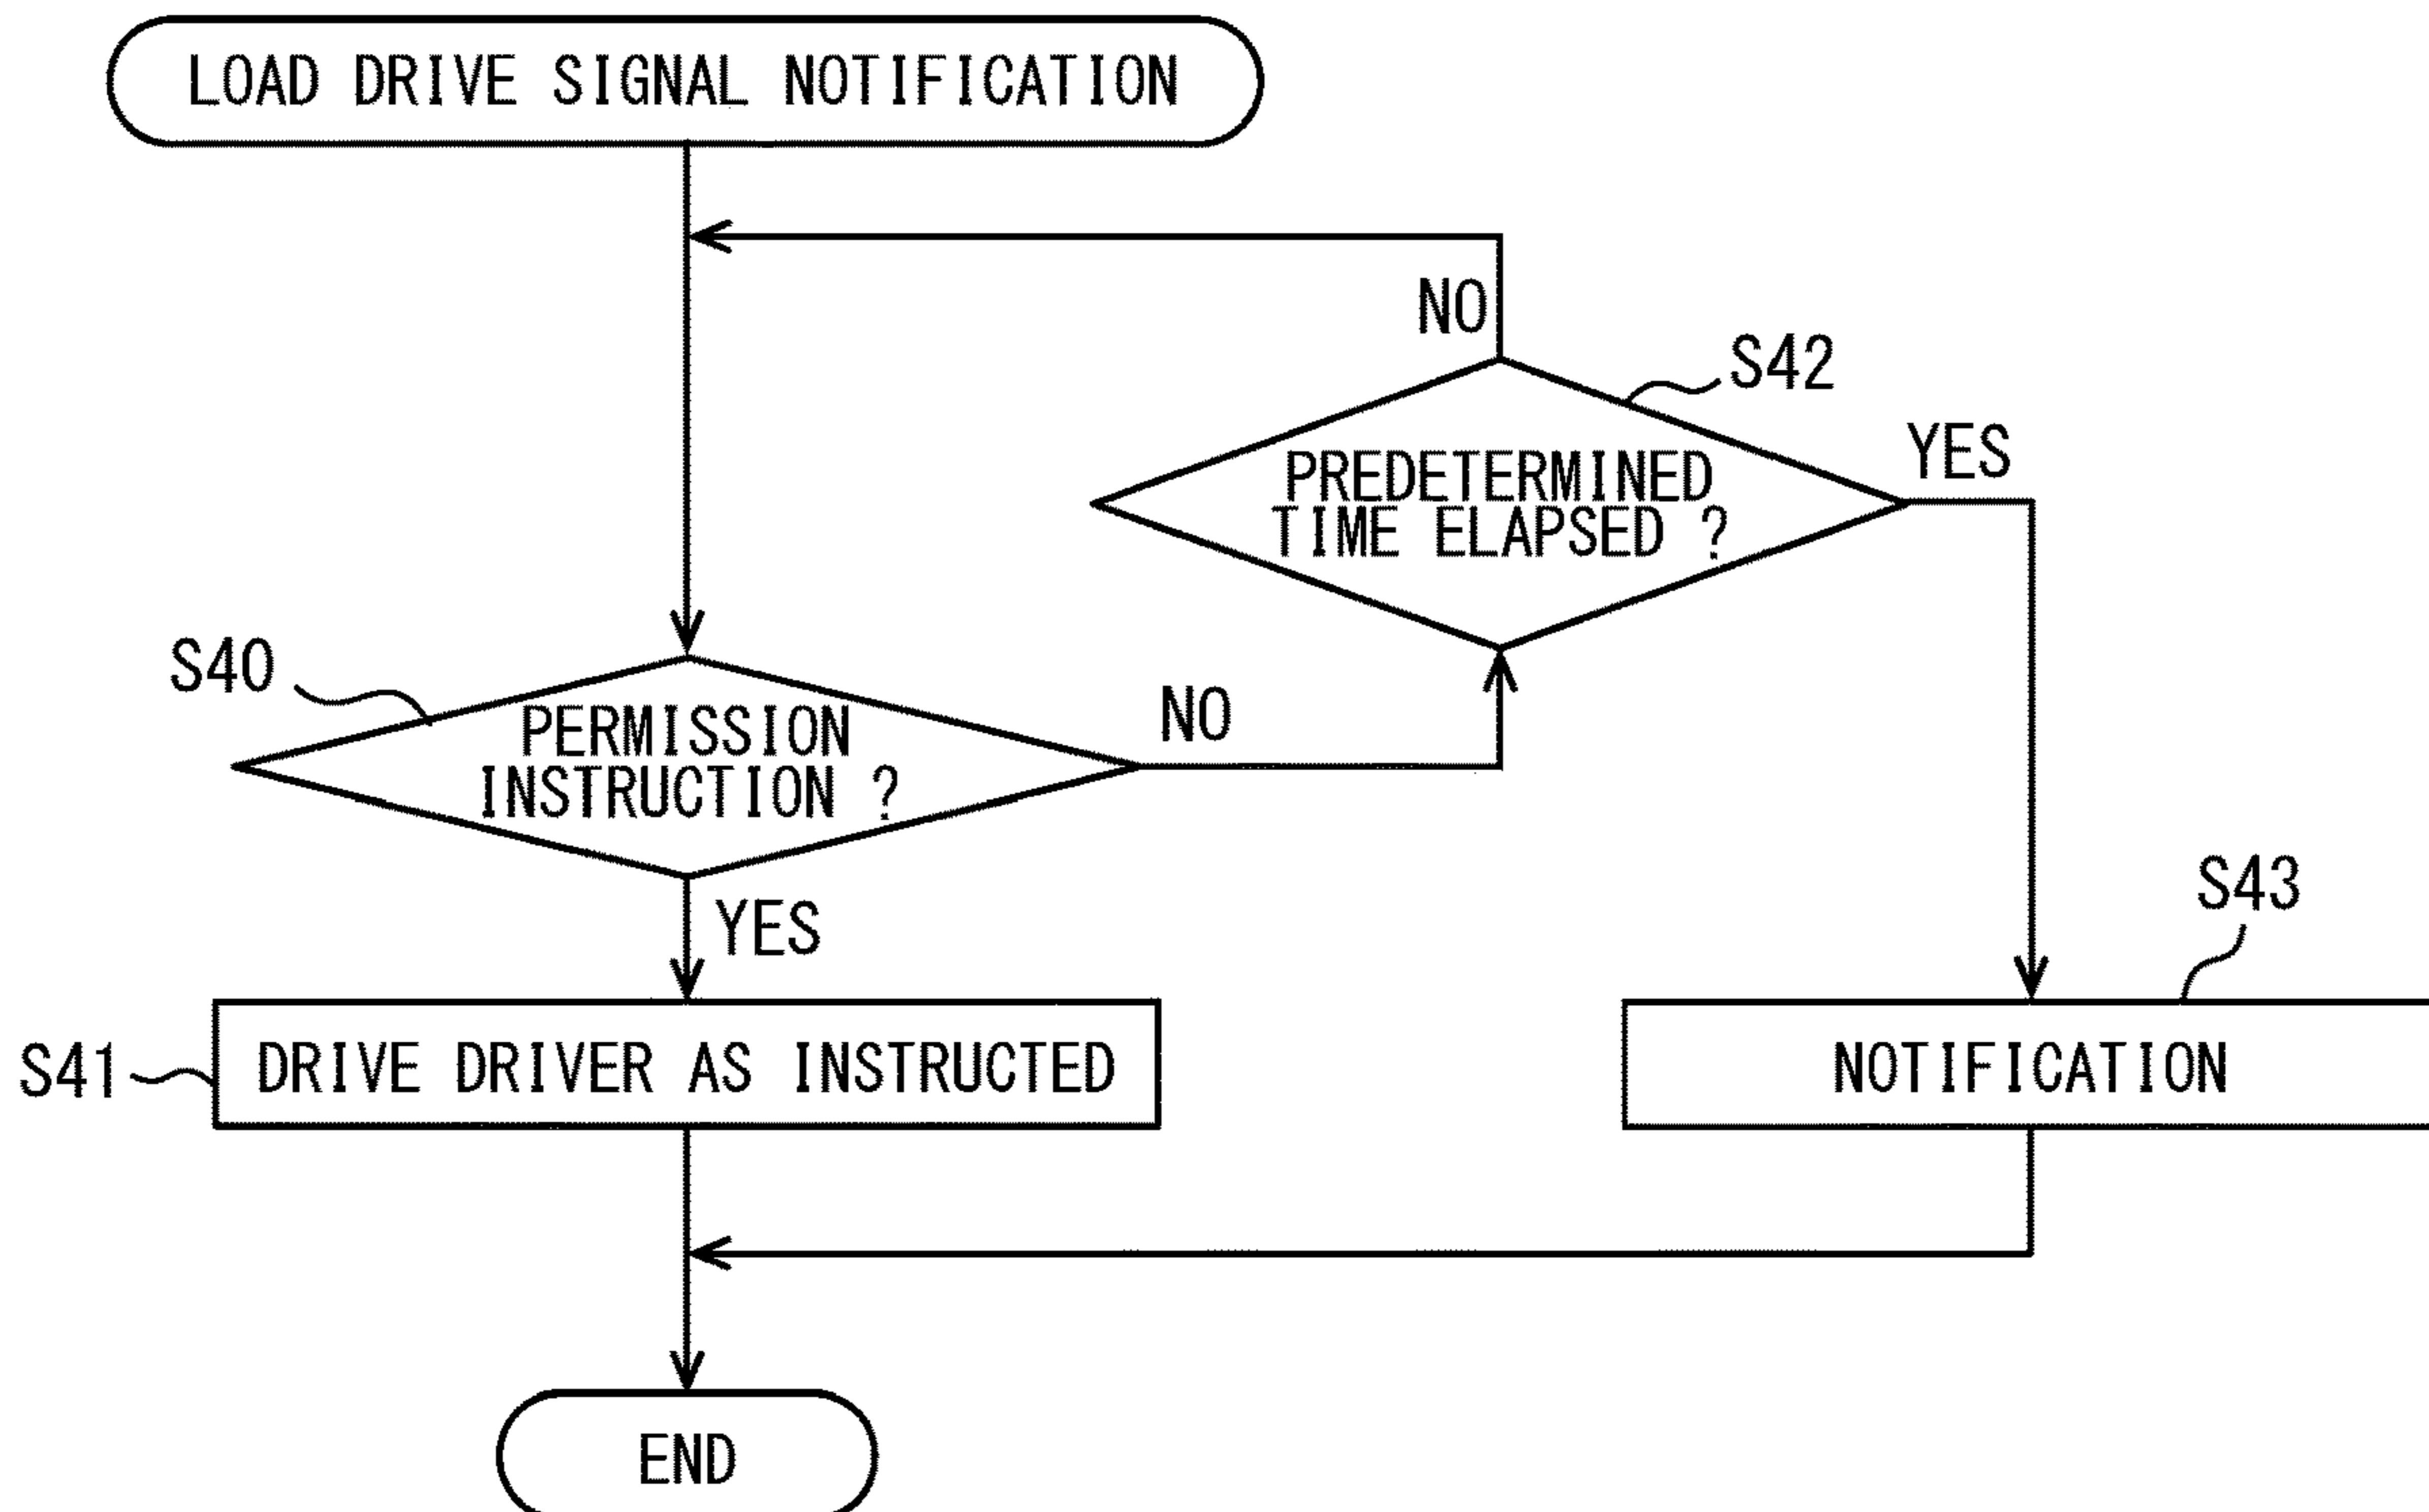 LOAD DRIVE SIGNAL NOTIFICATION
NO
S42
PREDETERMINED
TIME ELAPSED ?
YES
S40
PERMISSION
INSTRUCTION ?
NO
YES
S43
S41
DRIVE DRIVER AS INSTRUCTED
NOTIFICATION
END